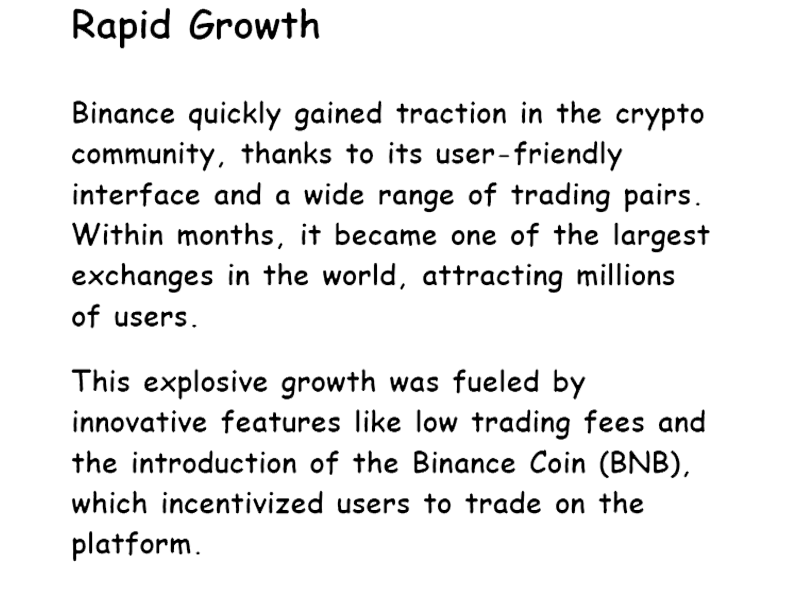 Rapid Growth
Binance quickly gained traction in the crypto
community, thanks to its user-friendly
interface and a wide range of trading pairs.
Within months, it became one of the largest
exchanges in the world, attracting millions
of users.
This explosive growth was fueled by
innovative features like low trading fees and
the introduction of the Binance Coin (BNB),
which incentivized users to trade on the
platform.